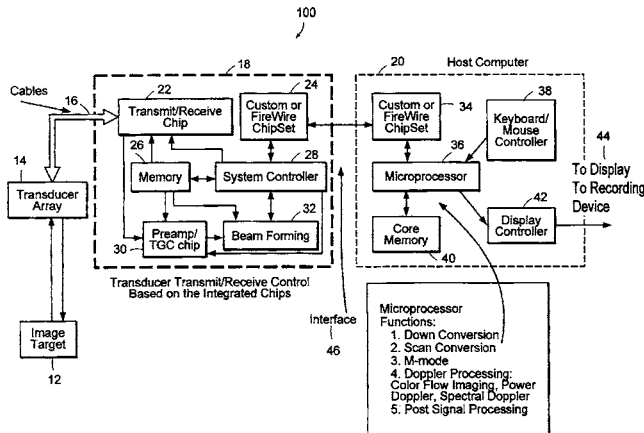 100
18
20
Host Computer
Cables
16
22
Transmit/Receive
Chip
24
Custom or
FireWire
ChipSet
Custom or
FireWire
ChipSet
34
38
Keyboard/
Mouse
Controller
44
To Display
To Recording
Device
14
Transducer
Array
26
Memory
28
System Controller
36
Microprocessor
42
Display
Controller
32
Preamp/
TGC chip
30
Beam Forming
Core
Memory
40
Transducer Transmit/Receive Control
Based on the Integrated Chips
Interface
46
Image
Target
12
Microprocessor
Functions:
1. Down Conversion
2. Scan Conversion
3. M-mode
4. Doppler Processing:
Color Flow Imaging, Power
Doppler, Spectral Doppler
5. Post Signal Processing